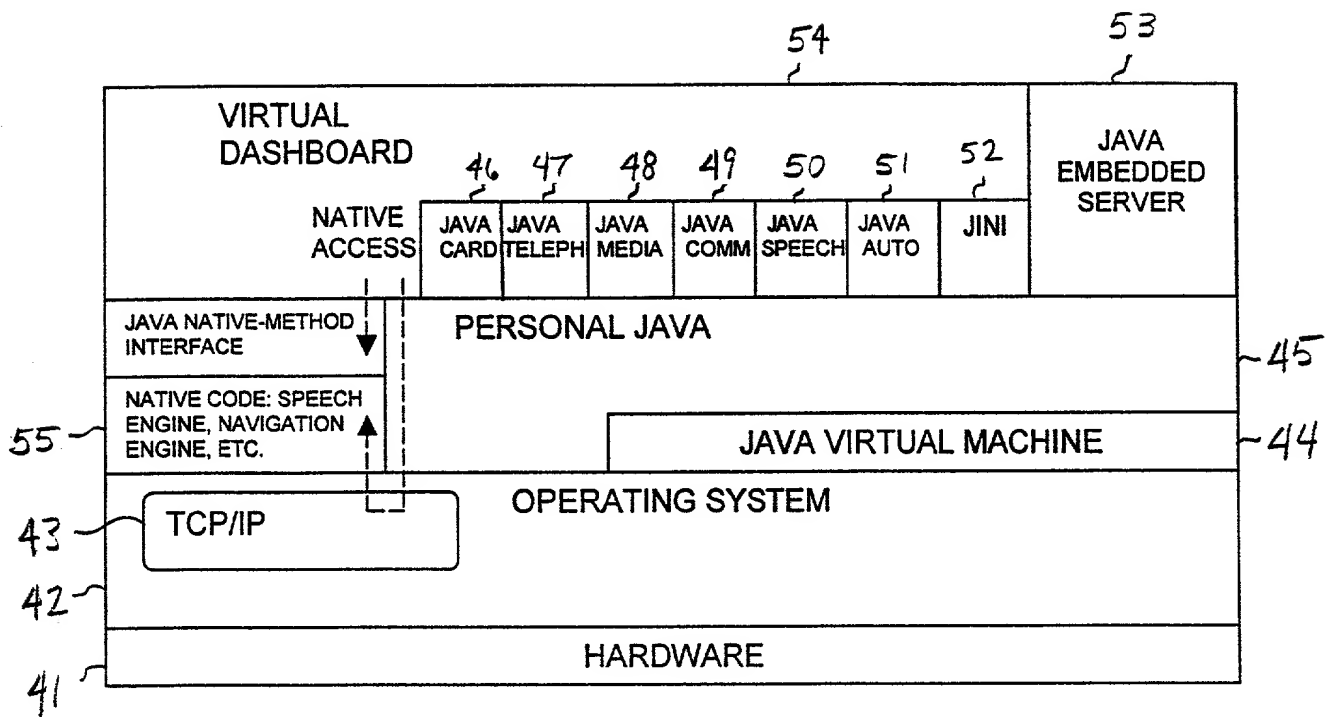 53
54
VIRTUAL
DASHBOARD
JAVA
EMBEDDED
SERVER
46 47 48 49 50 51 52
NATIVE
ACCESS
JAVA
CARD
JAVA
TELEPH
JAVA
MEDIA
JAVA
COMM
JAVA
SPEECH
JAVA
AUTO
JINI
JAVA NATIVE-METHOD
INTERFACE
PERSONAL JAVA
45
NATIVE CODE: SPEECH
ENGINE, NAVIGATION
ENGINE, ETC.
55
JAVA VIRTUAL MACHINE
44
OPERATING SYSTEM
43
TCP/IP
42
HARDWARE
41